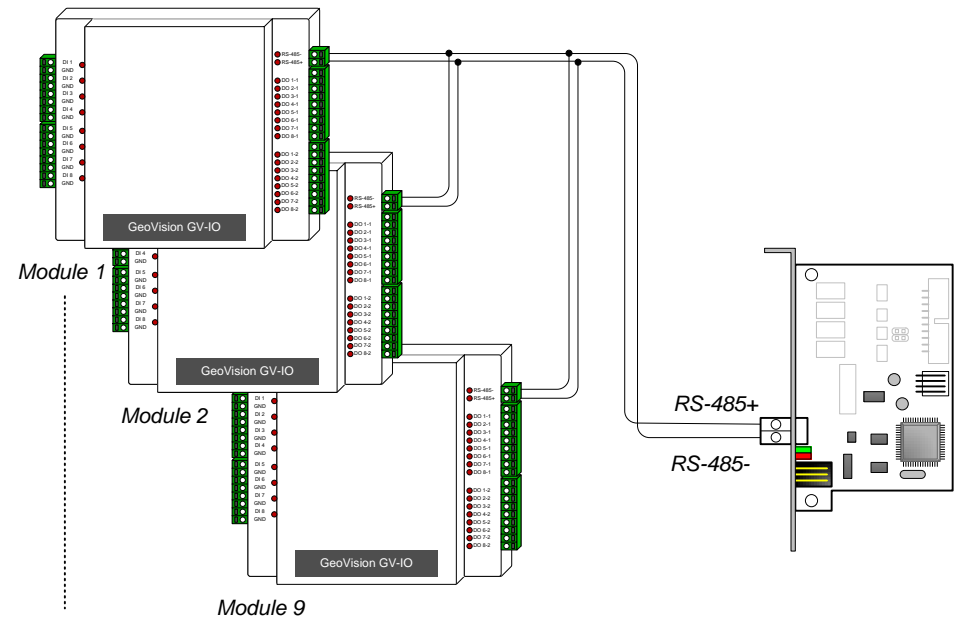 DI 1
GND
DI 2
GND
DI 3
GND
DI 4
GND
DI 5
GND
DI 6
GND
DI 7
GND
DI 8
GND
RS-485-
RS-485+
DO 1-1
DO 2-1
DO 3-1
DO 4-1
DO 5-1
DO 6-1
DO 7-1
DO 8-1
DO 1-2
DO 2-2
DO 3-2
DO 4-2
DO 5-2
DO 6-2
DO 7-2
DO 8-2
GeoVision GV-IO
Module 1
DI 4
GND
DI 5
GND
DI 6
GND
DI 7
GND
DI 8
GND
RS-485-
RS-485+
DO 1-1
DO 2-1
DO 3-1
DO 4-1
DO 5-1
DO 6-1
DO 7-1
DO 8-1
DO 1-2
DO 2-2
DO 3-2
DO 4-2
DO 5-2
DO 6-2
DO 7-2
DO 8-2
GeoVision GV-IO
Module 2
DI 1
GND
DI 2
GND
DI 3
GND
DI 4
GND
DI 5
GND
DI 6
GND
DI 7
GND
DI 8
GND
RS-485-
RS-485+
DO 1-1
DO 2-1
DO 3-1
DO 4-1
DO 5-1
DO 6-1
DO 7-1
DO 8-1
DO 1-2
DO 2-2
DO 3-2
DO 4-2
DO 5-2
DO 6-2
DO 7-2
DO 8-2
GeoVision GV-IO
Module 9
RS-485+
RS-485-